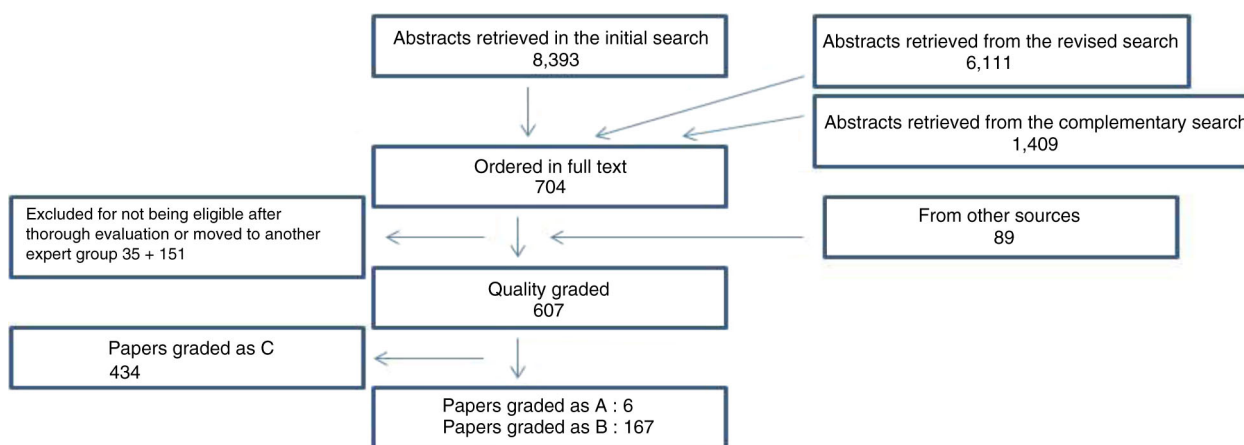 Abstracts retrieved in the initial search
8,393
Abstracts retrieved from the revised search
6,111
Abstracts retrieved from the complementary search
1,409
Ordered in full text
704
Excluded for not being eligible after
thorough evaluation or moved to another
expert group 35 + 151
From other sources
89
Quality graded
607
Papers graded as C
434
Papers graded as A : 6
Papers graded as B : 167